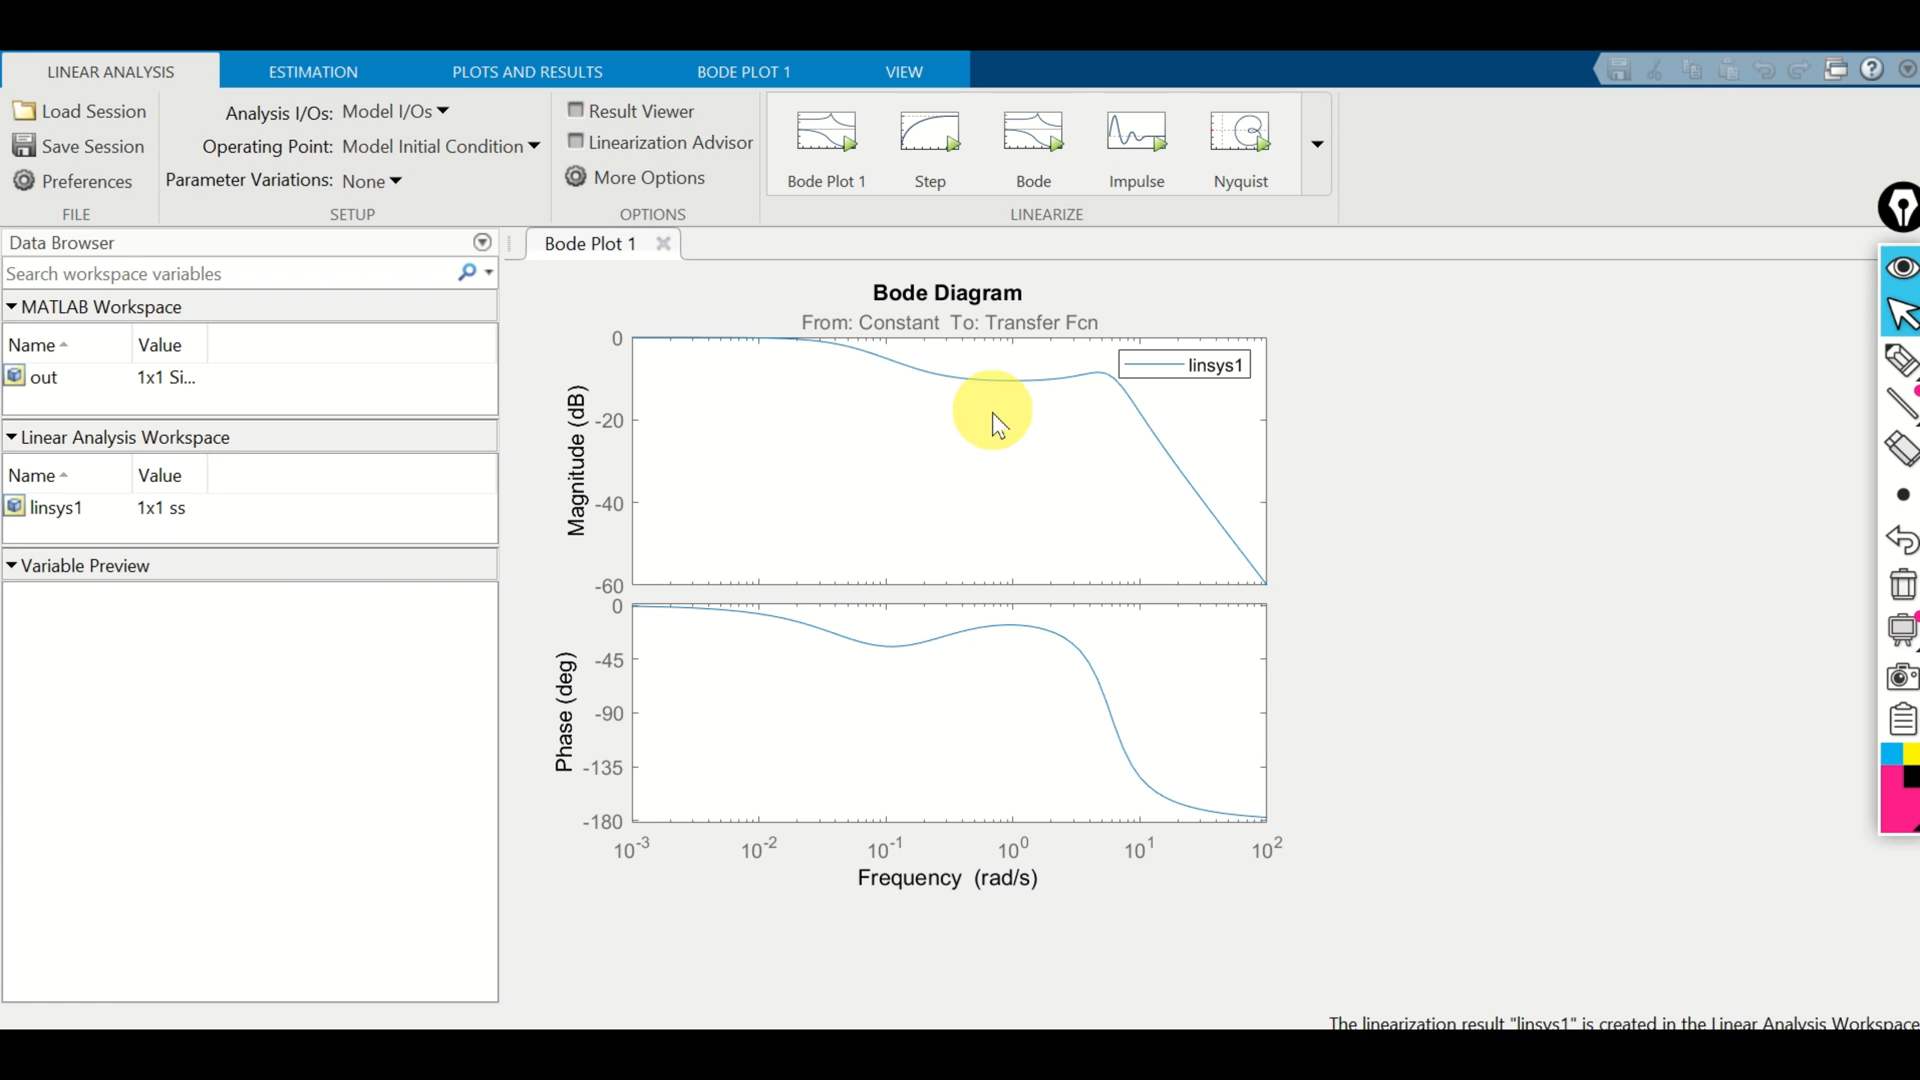 LINEAR ANALYSIS
ESTIMATION
PLOTS AND RESULTS
BODE PLOT 1
VIEW
Load Session
Save Session
Preferences
FILE
Analysis I/Os: Model I/Os
Operating Point: Model Initial Condition
Parameter Variations: None
SETUP
Result Viewer
Linearization Advisor
More Options
OPTIONS
Bode Plot 1
Step
Bode
Impulse
Nyquist
LINEARIZE
Data Browser
Search workspace variables
MATLAB Workspace
Name Value
out 1x1 Si...
Linear Analysis Workspace
Name Value
linsys1 1x1 ss
Variable Preview
Bode Plot 1
Bode Diagram
From: Constant To: Transfer Fcn
linsys1
Magnitude (dB)
0
-20
-40
-60
Phase (deg)
0
-45
-90
-135
-180
10-3 10-2 10-1 100 101 102
Frequency (rad/s)
The linearization result "linsys1" is created in the Linear Analysis Workspace